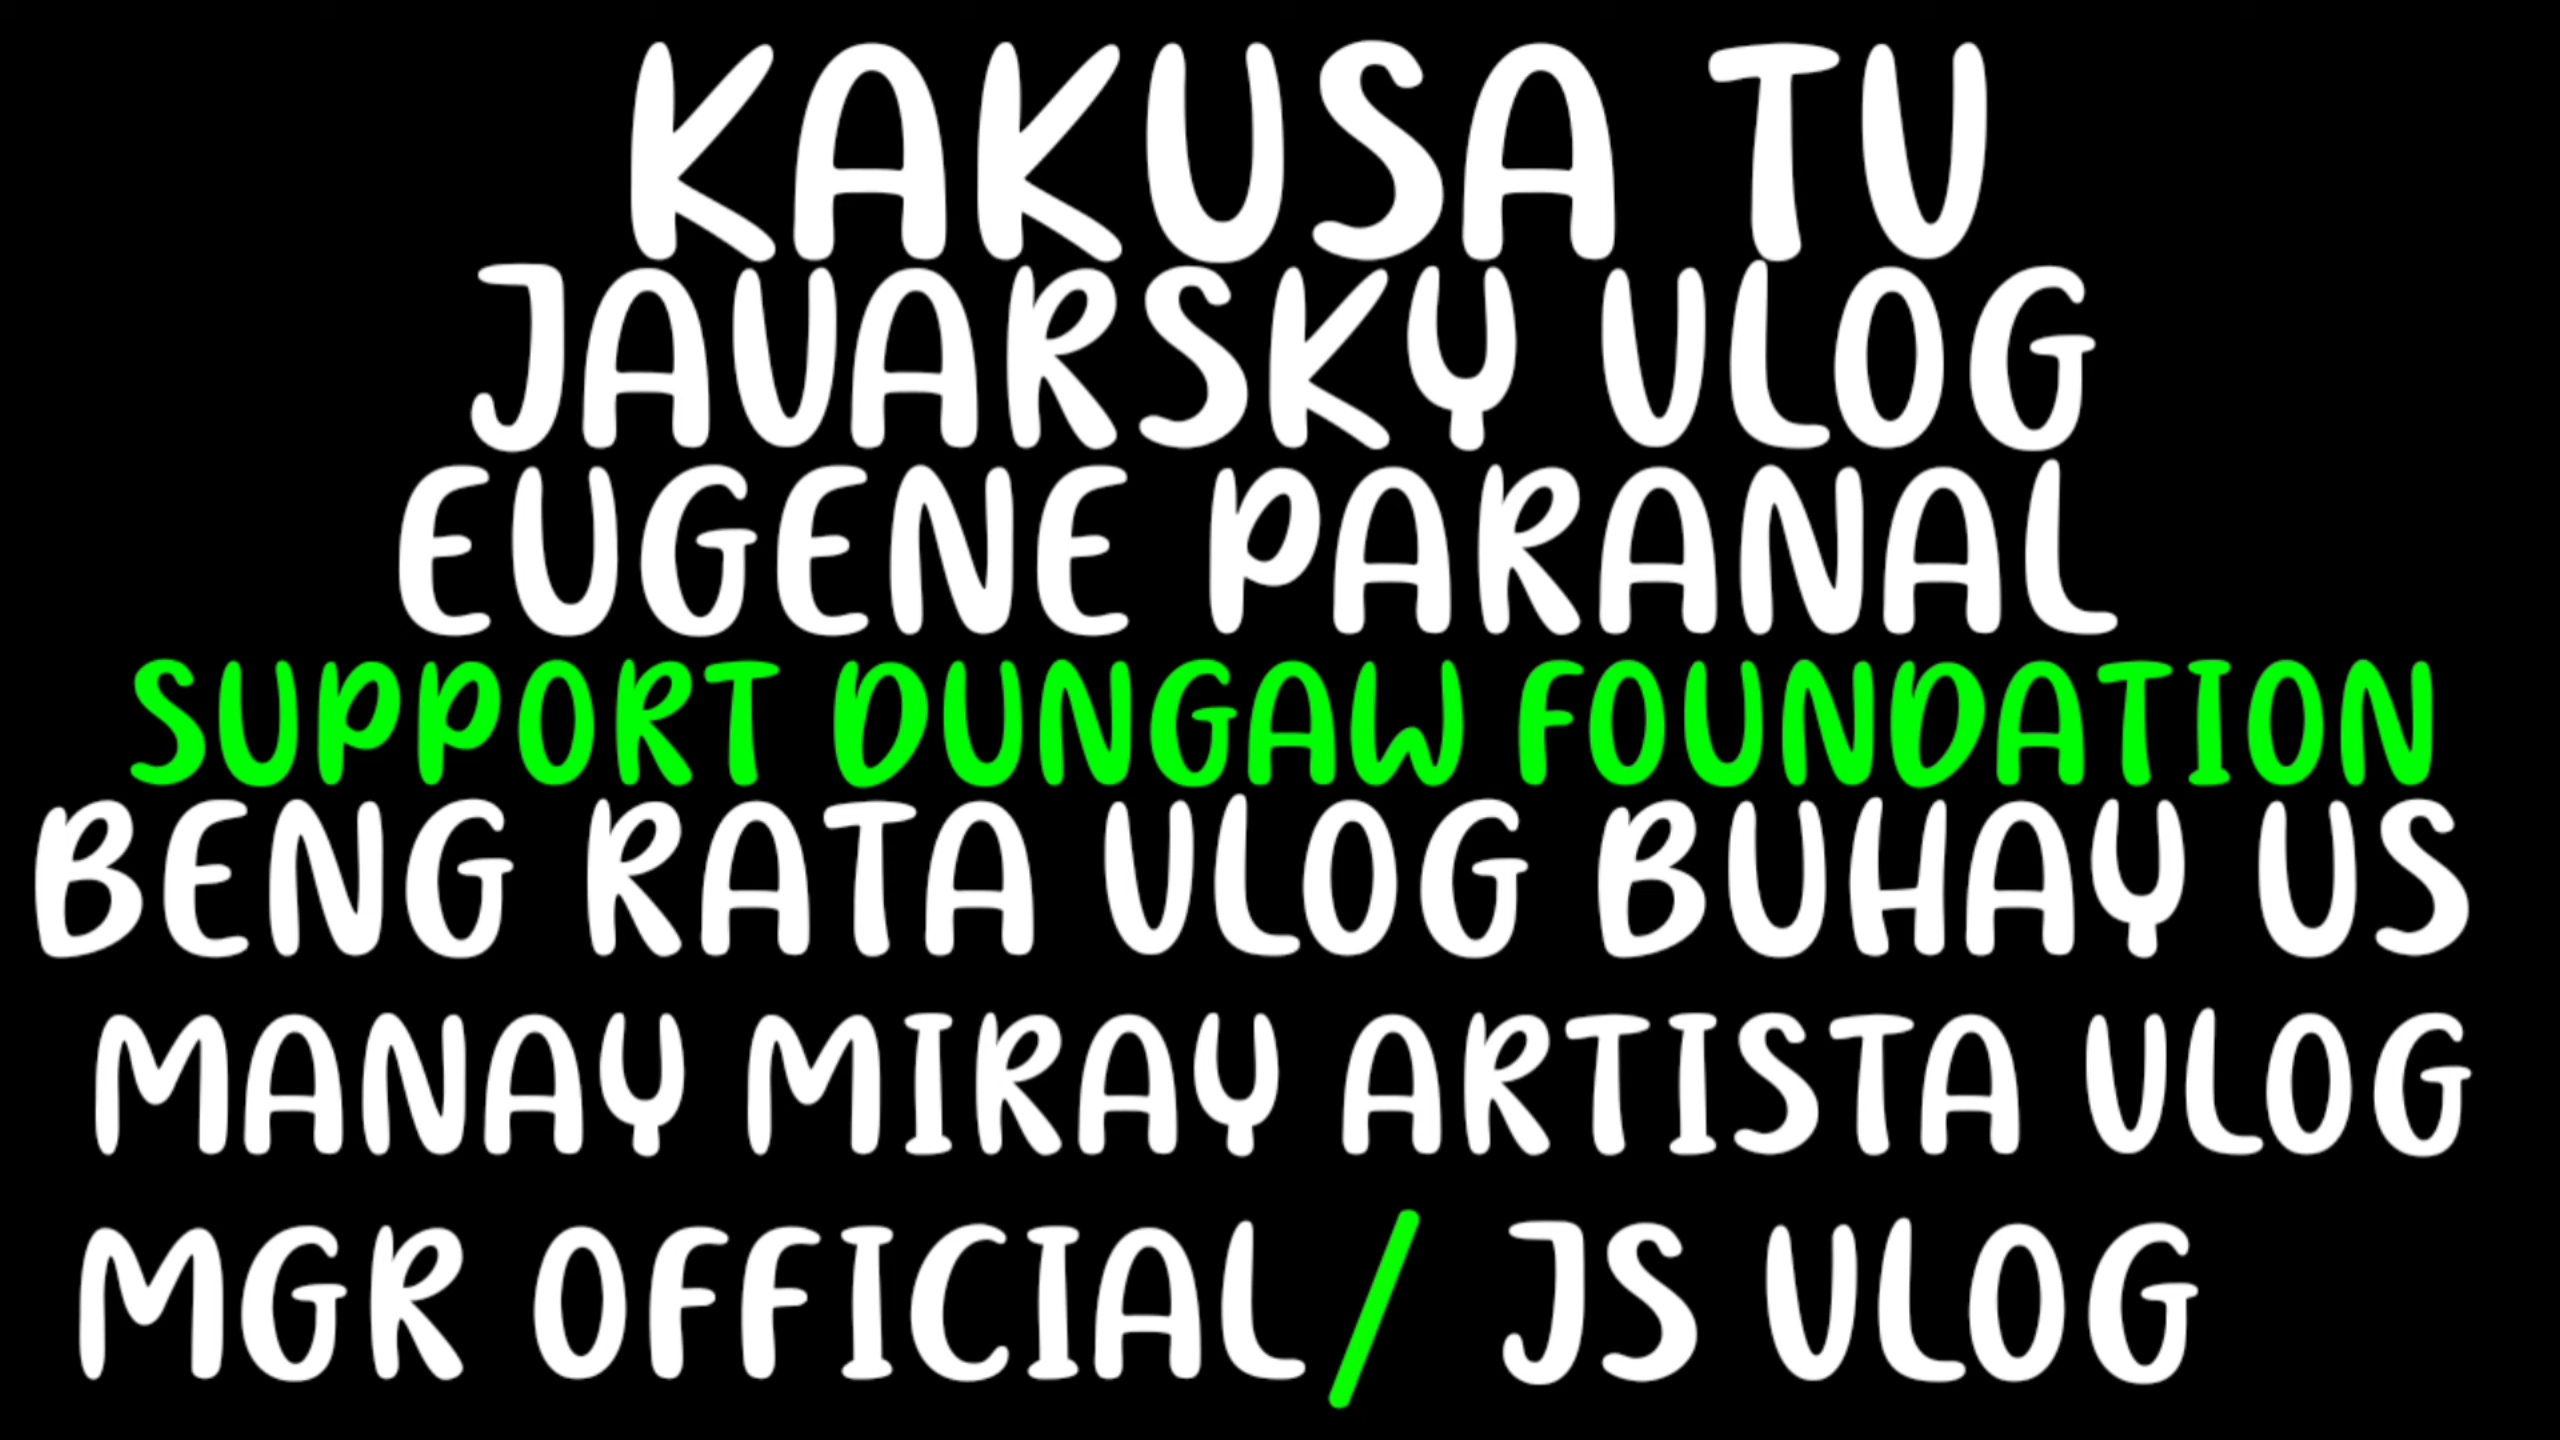 KAKUSA TV
JAVARSKY VLOG
EUGENE PARANAL
SUPPORT DUNGAW FOUNDATION
BENG RATA VLOG BUHAY US
MANAY MIRAY ARTISTA VLOG
MGR OFFICIAL/ JS VLOG